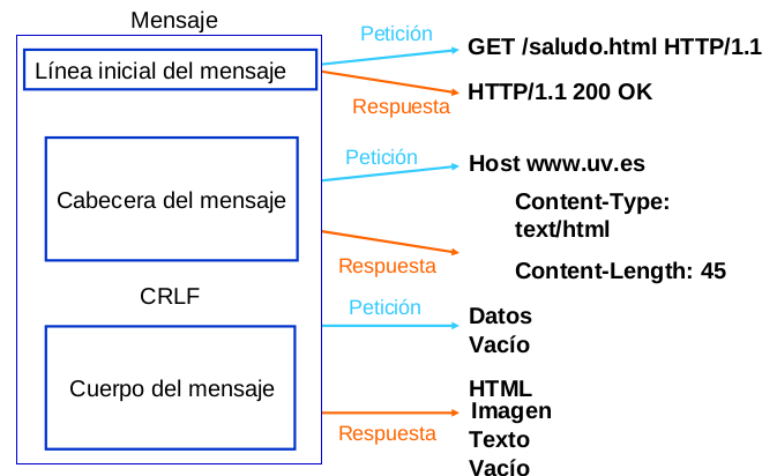 Mensaje
Línea inicial del mensaje
Petición
GET /saludo.html HTTP/1.1
Respuesta
HTTP/1.1 200 OK
Cabecera del mensaje
Petición
Host www.uv.es
Respuesta
Content-Type:
text/html
Content-Length: 45
CRLF
Cuerpo del mensaje
Petición
Datos
Vacío
Respuesta
HTML
Imagen
Texto
Vacío